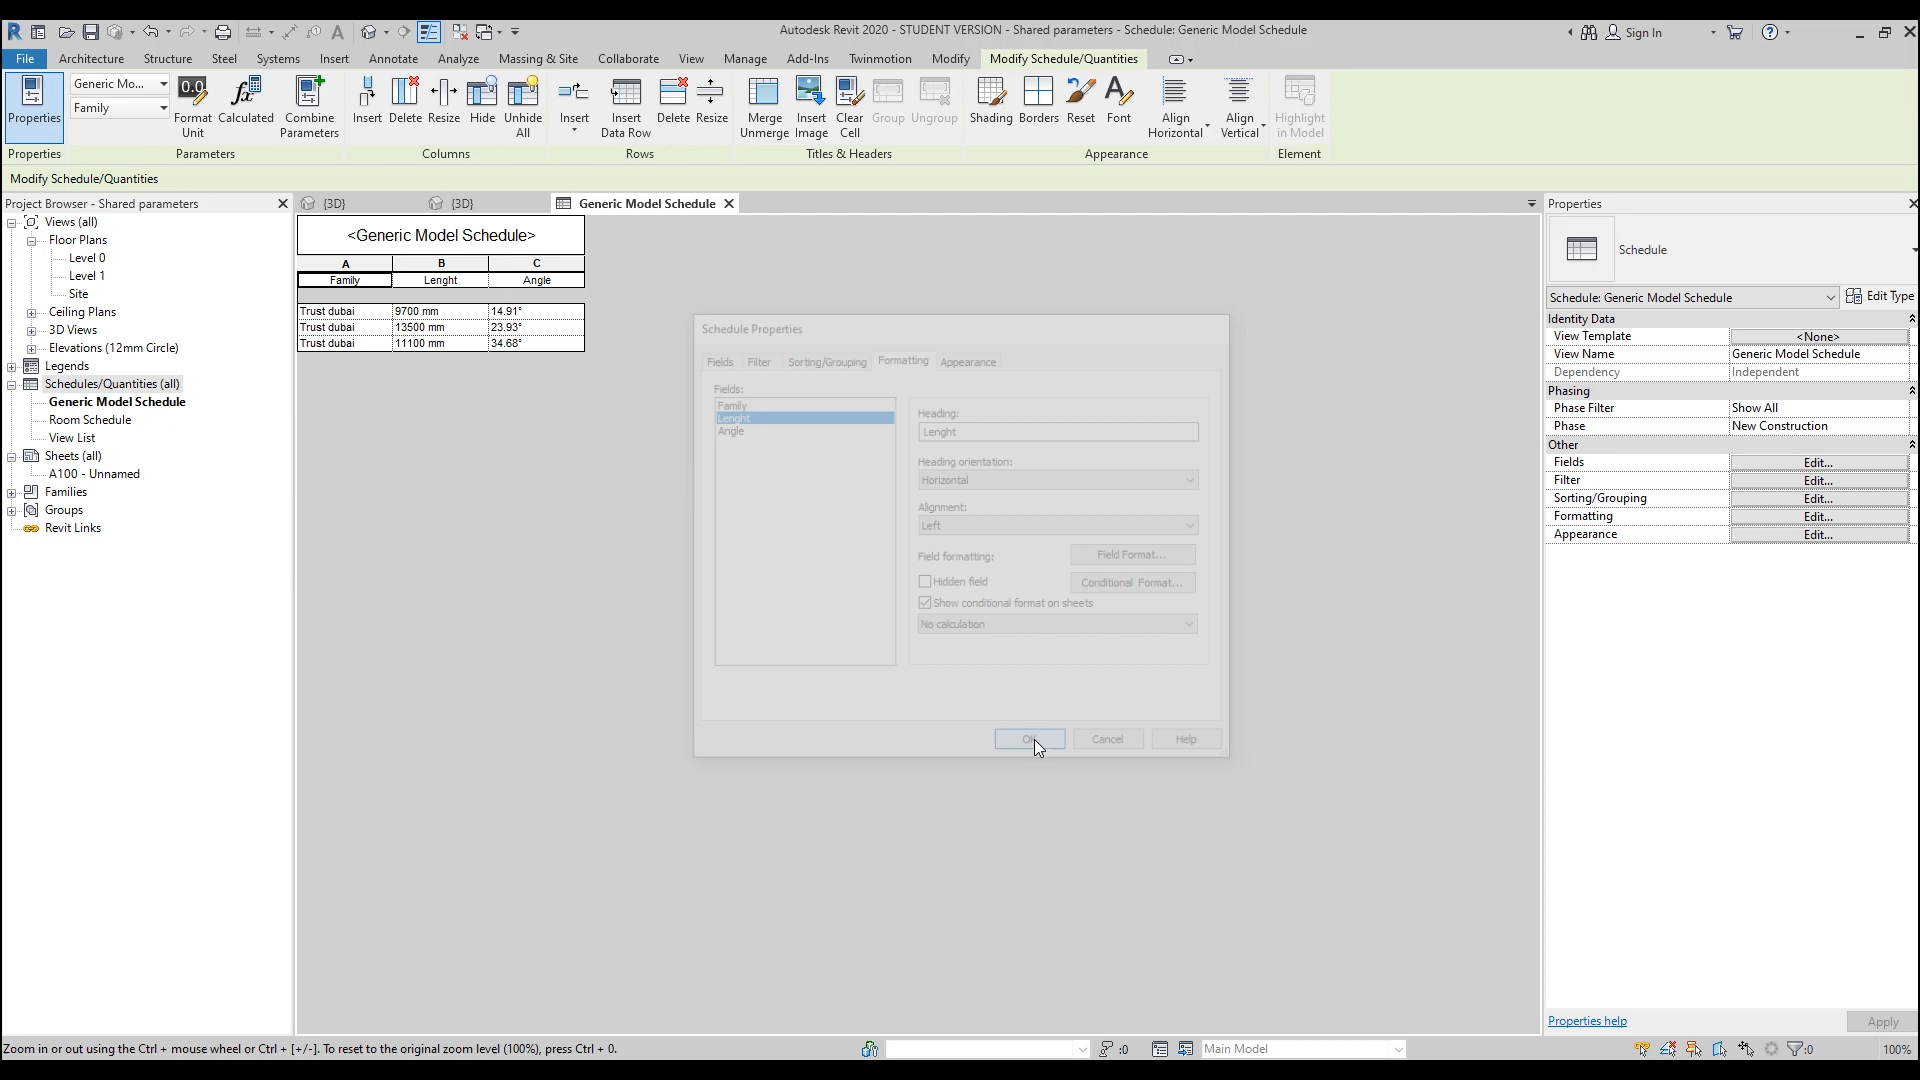 Autodesk Revit 2020 - STUDENT VERSION - Shared parameters - Schedule: Generic Model Schedule
Sign In
File Architecture Structure Steel Systems Insert Annotate Analyze Massing & Site Collaborate View Manage Add-Ins Twinmotion Modify Modify Schedule/Quantities
Generic Mo...
Family
Properties
0.0
Format
Unit
Calculated
Combine
Parameters
Insert
Delete
Resize
Hide
Unhide
All
Insert
Insert
Data Row
Delete
Resize
Merge
Unmerge
Insert
Image
Clear
Cell
Group
Ungroup
Shading
Borders
Reset
Font
Align
Horizontal
Align
Vertical
Highlight
in Model
Properties Parameters Columns Rows Titles & Headers Appearance Element
Modify Schedule/Quantities
Project Browser - Shared parameters
Views (all)
Floor Plans
Level 0
Level 1
Site
Ceiling Plans
3D Views
Elevations (12mm Circle)
Legends
Schedules/Quantities (all)
Generic Model Schedule
Room Schedule
View List
Sheets (all)
A100 - Unnamed
Families
Groups
Revit Links
{3D}
{3D}
Generic Model Schedule
<Generic Model Schedule>
A B C
Family Lenght Angle
Trust dubai 9700 mm 14.91°
Trust dubai 13500 mm 23.93°
Trust dubai 11100 mm 34.68°
Schedule Properties
Fields Filter Sorting/Grouping Formatting Appearance
Fields:
Family
Lenght
Angle
Heading:
Lenght
Heading orientation:
Horizontal
Alignment:
Left
Field formatting:
Field Format...
Hidden field
Conditional Format...
Show conditional format on sheets
No calculation
OK
Cancel
Help
Properties
Schedule
Schedule: Generic Model Schedule
Edit Type
Identity Data
View Template <None>
View Name Generic Model Schedule
Dependency Independent
Phasing
Phase Filter Show All
Phase New Construction
Other
Fields Edit...
Filter Edit...
Sorting/Grouping Edit...
Formatting Edit...
Appearance Edit...
Properties help
Apply
Zoom in or out using the Ctrl + mouse wheel or Ctrl + [+/-]. To reset to the original zoom level (100%), press Ctrl + 0.
:0
Main Model
:0
100%